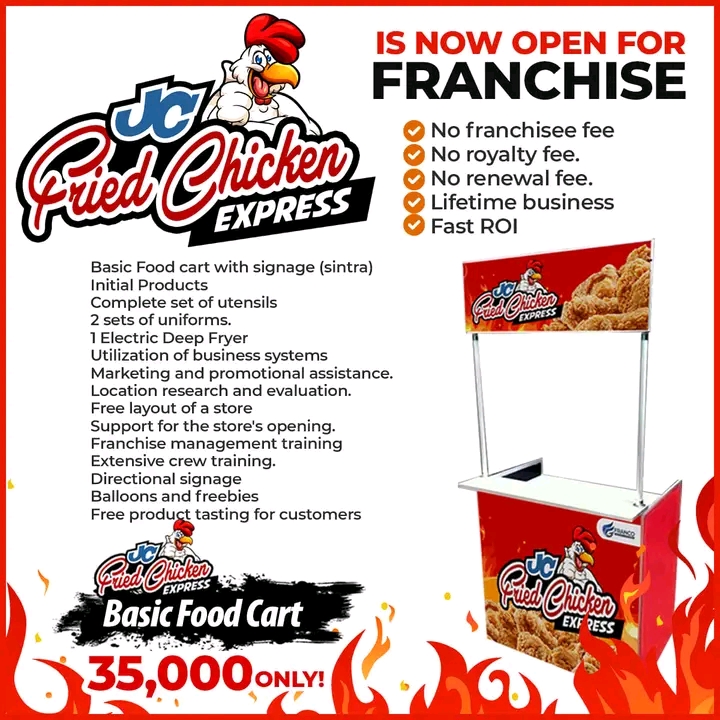 JC
Fried Chicken
EXPRESS
IS NOW OPEN FOR
FRANCHISE
No franchisee fee
No royalty fee.
No renewal fee.
Lifetime business
Fast ROI
Basic Food cart with signage (sintra)
Initial Products
Complete set of utensils
2 sets of uniforms.
1 Electric Deep Fryer
Utilization of business systems
Marketing and promotional assistance.
Location research and evaluation.
Free layout of a store
Support for the store's opening.
Franchise management training
Extensive crew training.
Directional signage
Balloons and freebies
Free product tasting for customers
JC
Fried Chicken
EXPRESS
FRANCO
JC
Fried Chicken
EXPRESS
JC
Fried Chicken
EXPRESS
Basic Food Cart
35,000 ONLY!